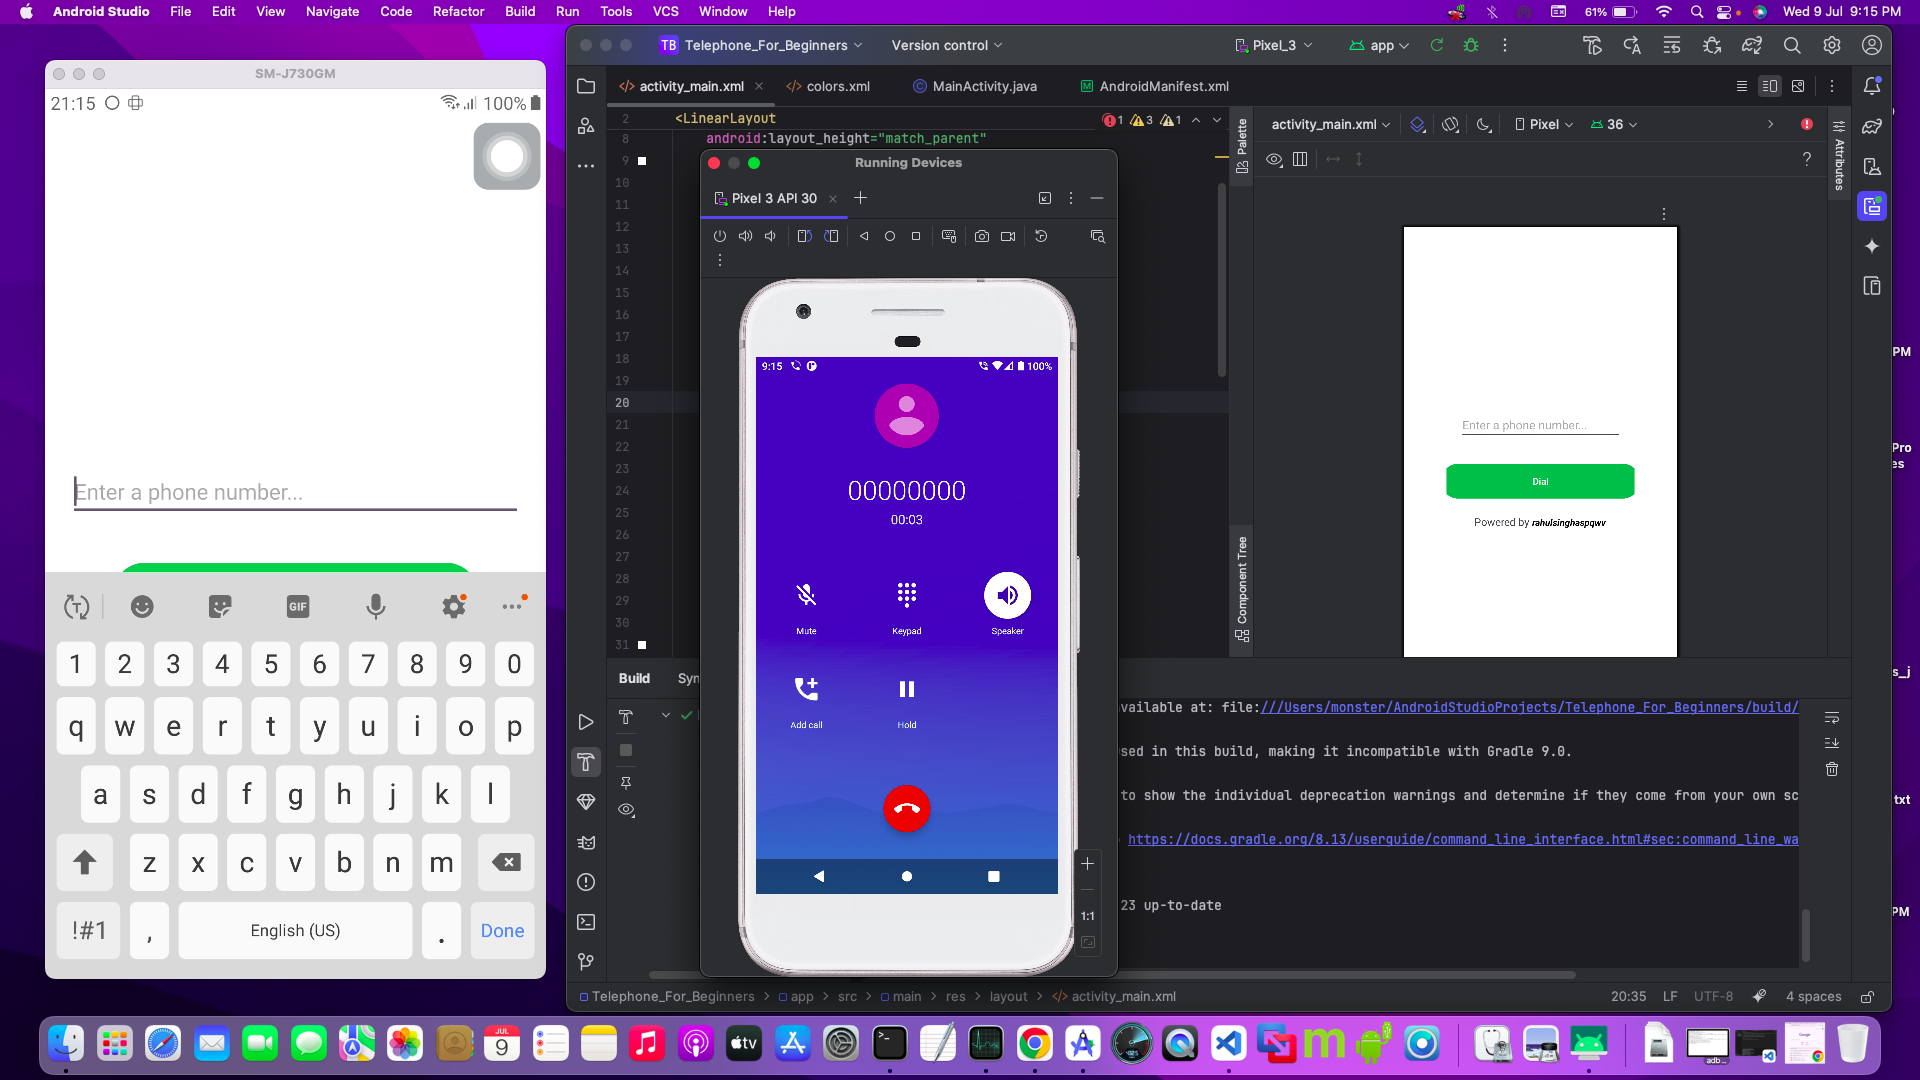 Android Studio File Edit View Navigate Code Refactor Build Run Tools VCS Window Help
61% Wed 9 Jul 9:15 PM
SM-J730GM
21:15
100%
Enter a phone number...
GIF
1 2 3 4 5 6 7 8 9 0
q w e r t y u i o p
a s d f g h j k l
z x c v b n m
!#1 , English (US) . Done
TB Telephone_For_Beginners Version control
Pixel_3 app
activity_main.xml colors.xml MainActivity.java AndroidManifest.xml
2 <LinearLayout
1 3 1
8 android:layout_height="match_parent"
9
10
11
12
13
14
15
16
17
18
19
20
21
22
23
24
25
26
27
28
29
30
31
Running Devices
Pixel 3 API 30
9:15 100%
00000000
00:03
Mute Keypad Speaker
Add call Hold
1:1
Palette
Component Tree
activity_main.xml Pixel 36
Attributes
Enter a phone number...
Dial
Powered by rahulsinghaspqwv
Build
vailable at: file:///Users/monster/AndroidStudioProjects/Telephone_For_Beginners/build/
sed in this build, making it incompatible with Gradle 9.0.
to show the individual deprecation warnings and determine if they come from your own sc
https://docs.gradle.org/8.13/userguide/command_line_interface.html#sec:command_line_wa
23 up-to-date
Telephone_For_Beginners > app > src > main > res > layout > activity_main.xml
20:35 LF UTF-8 4 spaces
PM
Pro
es
s_j
txt
PM
JUL
9
tv
adb